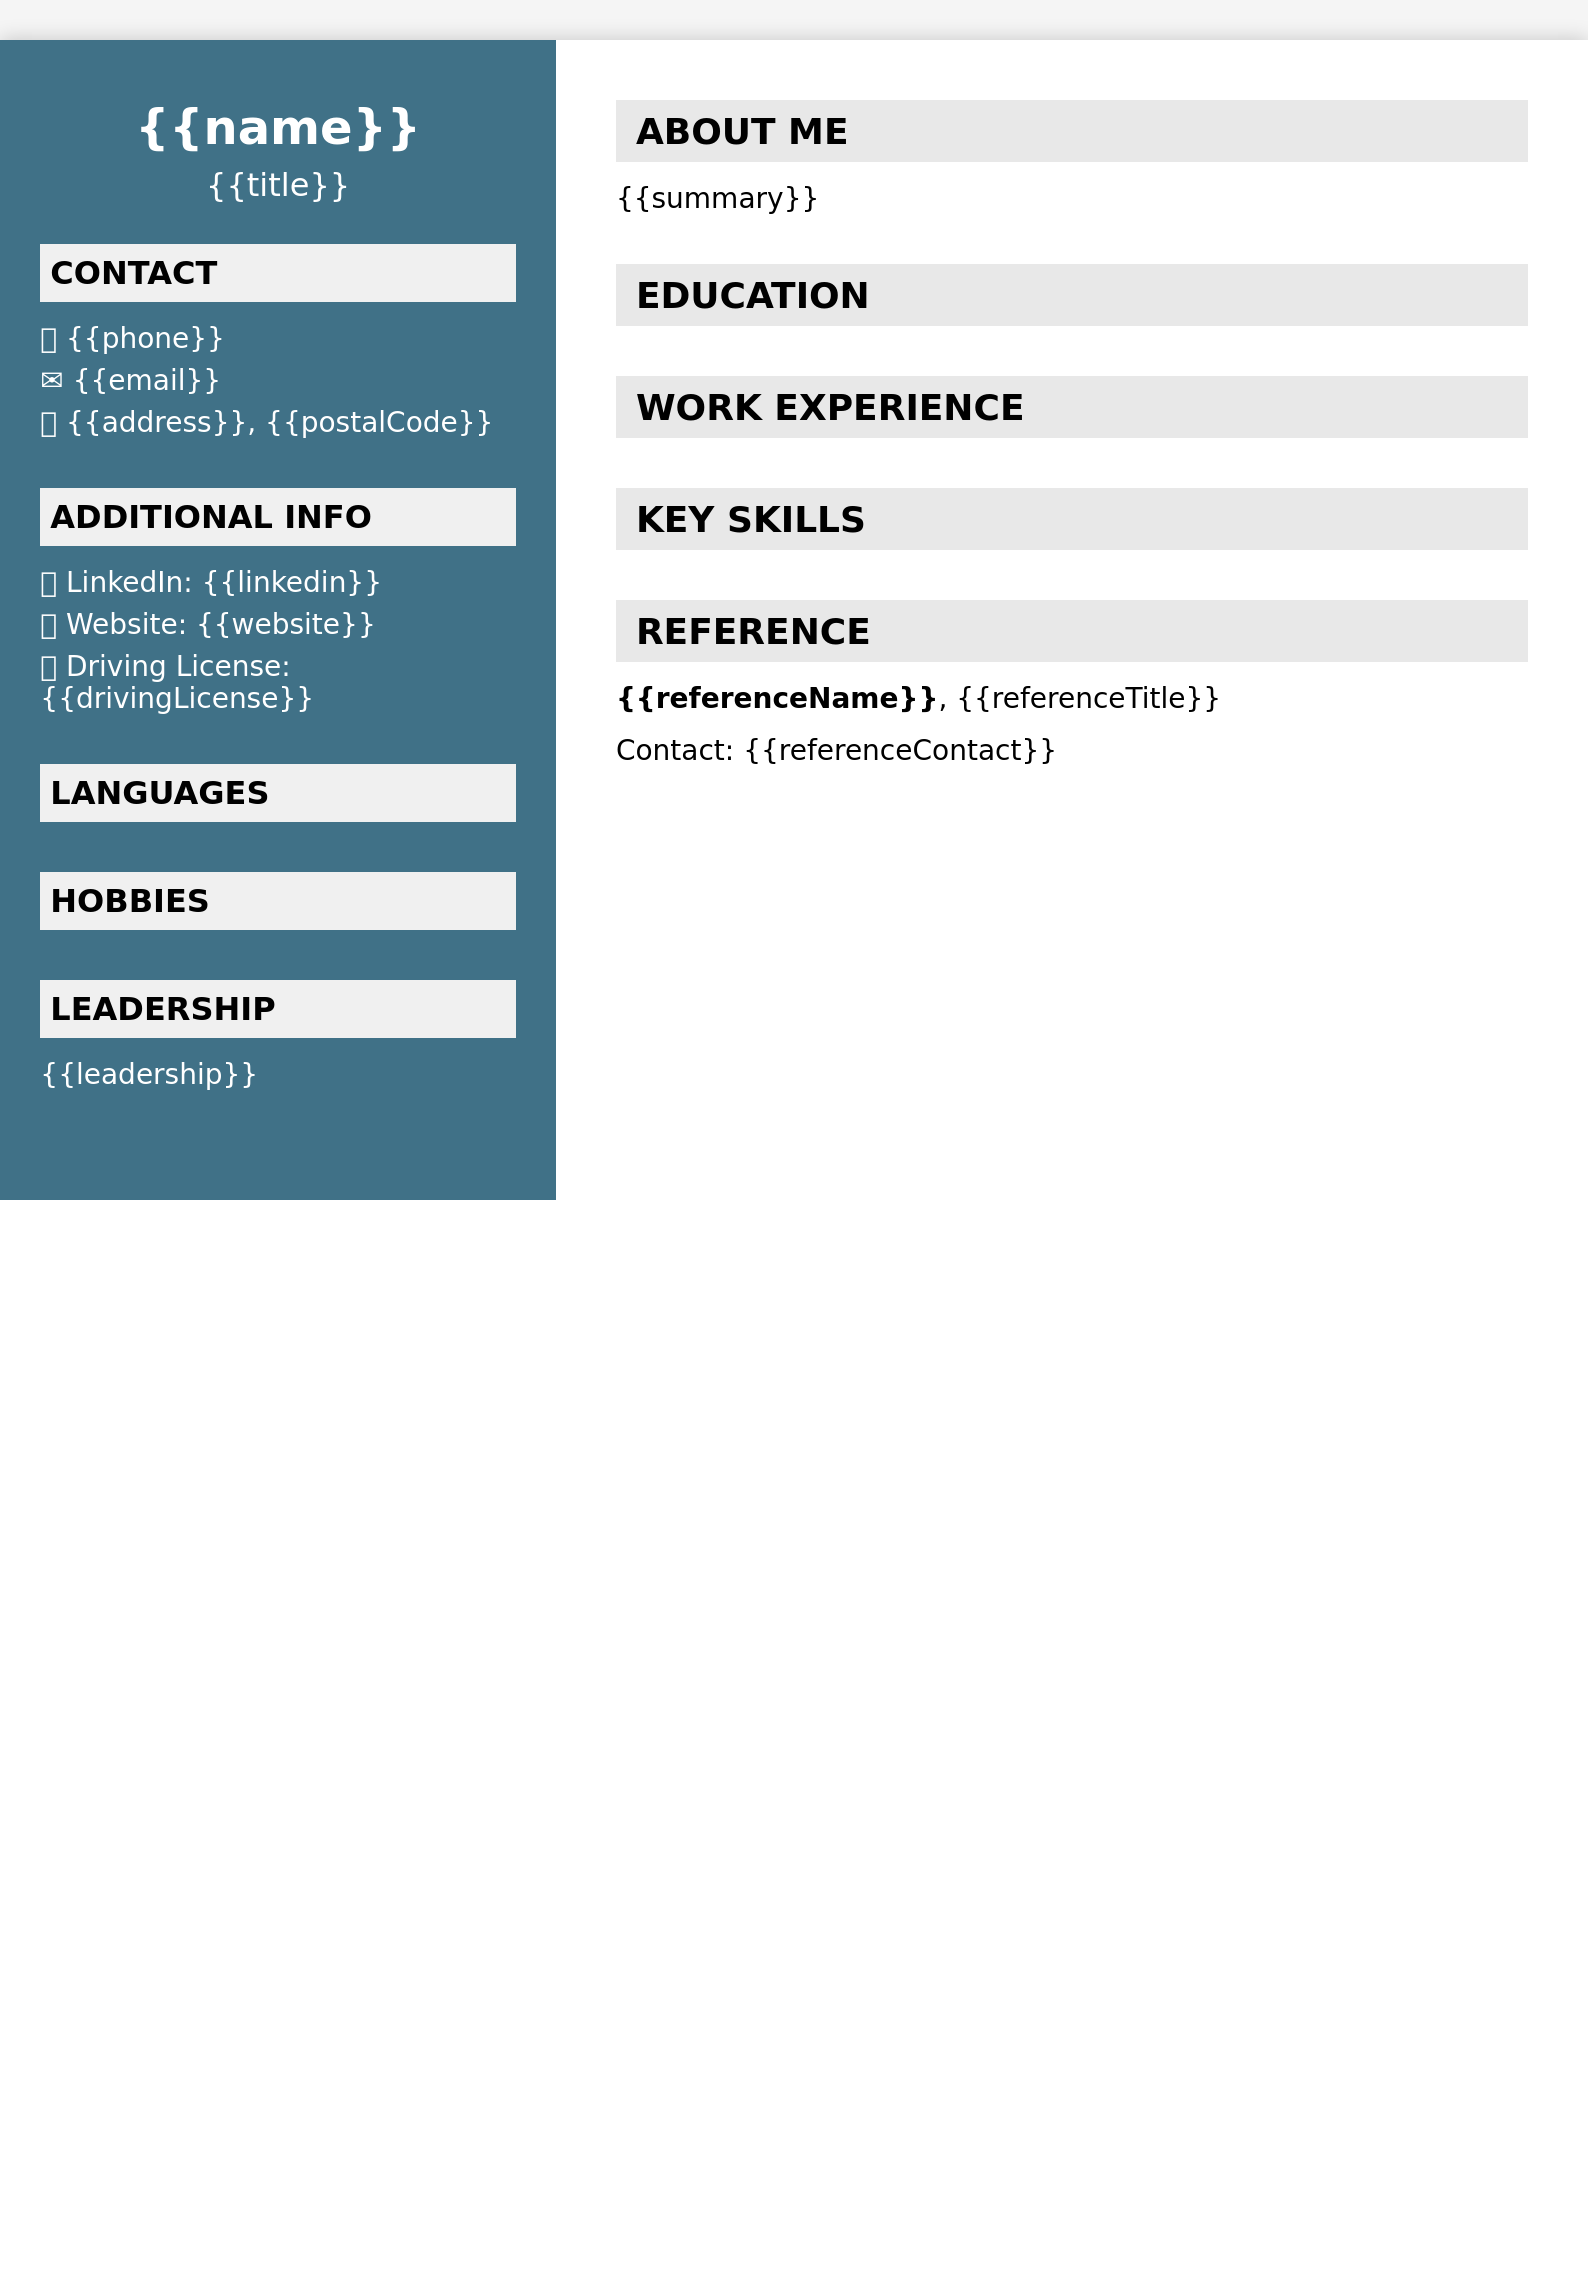 {{name}}
{{title}}
CONTACT
{{phone}}
✉ {{email}}
{{address}}, {{postalCode}}
ADDITIONAL INFO
LinkedIn: {{linkedin}}
Website: {{website}}
Driving License:
{{drivingLicense}}
LANGUAGES
HOBBIES
LEADERSHIP
{{leadership}}
ABOUT ME
{{summary}}
EDUCATION
WORK EXPERIENCE
KEY SKILLS
REFERENCE
{{referenceName}}, {{referenceTitle}}
Contact: {{referenceContact}}